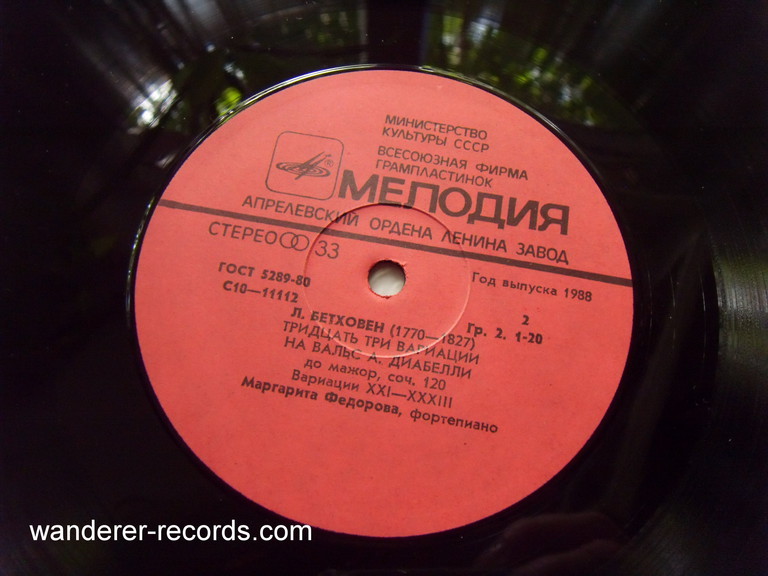 МИНИСТЕРСТВО
КУЛЬТУРЫ СССР
ВСЕСОЮЗНАЯ ФИРМА
ГРАМПЛАСТИНОК
®
МЕЛОДИЯ
АПРЕЛЕВСКИЙ ОРДЕНА ЛЕНИНА ЗАВОД
СТЕРЕО 33
Год выпуска 1988
ГОСТ 5289-80
С10—11112
2
Гр. 2. 1-20
Л. БЕТХОВЕН (1770—1827)
ТРИДЦАТЬ ТРИ ВАРИАЦИИ
НА ВАЛЬС А. ДИАБЕЛЛИ
до мажор, соч. 120
Вариации XXI—XXXIII
Маргарита Федорова, фортепиано
wanderer-records.com